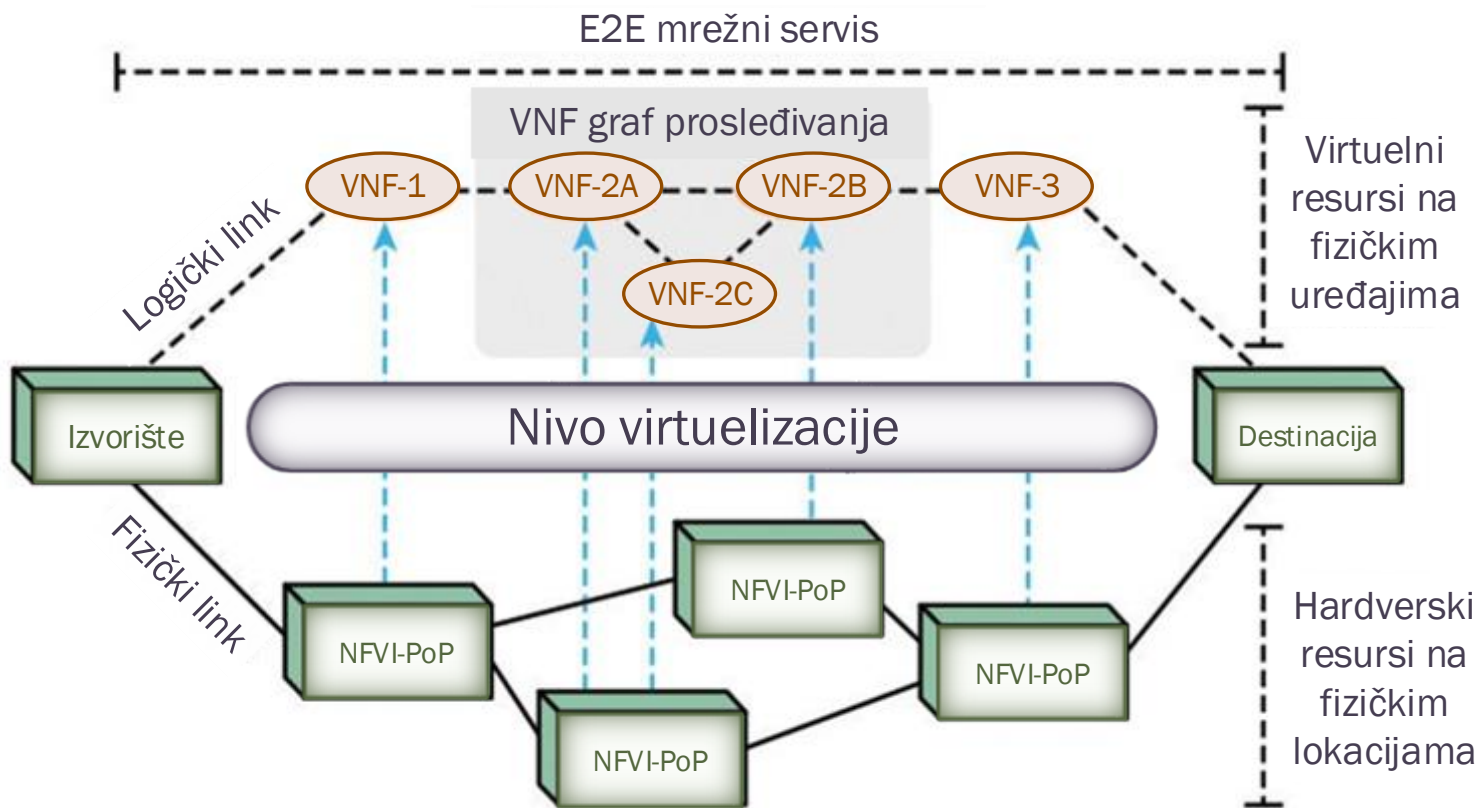 E2E mrežni servis
VNF graf prosleđivanja
VNF-1
VNF-2A
VNF-2B
VNF-3
VNF-2C
Logički link
Virtuelni
resursi na
fizičkim
uređajima
Izvorište
Nivo virtuelizacije
Destinacija
Fizički link
NFVI-PoP
NFVI-PoP
NFVI-PoP
NFVI-PoP
Hardverski
resursi na
fizičkim
lokacijama